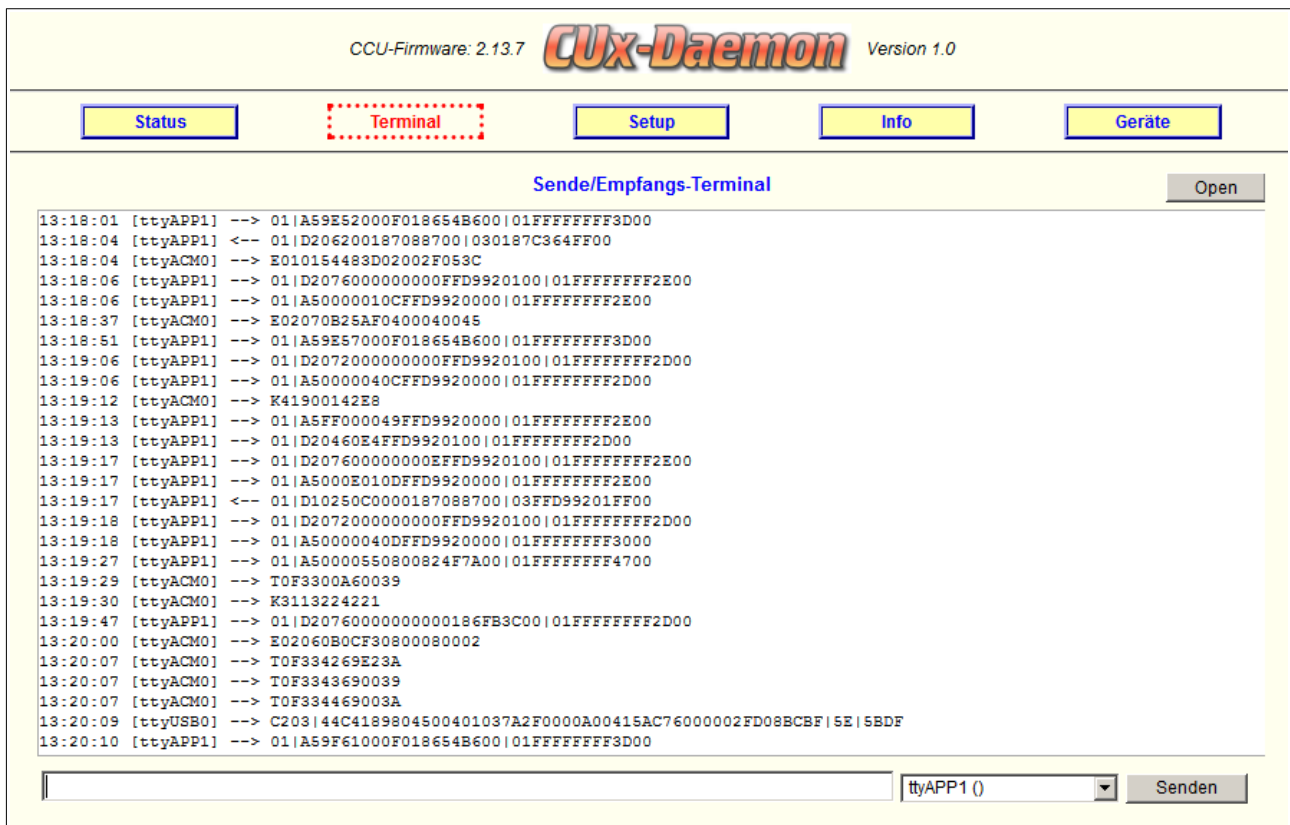 CCU-Firmware: 2.13.7 CUx-Daemon Version 1.0
Status Terminal Setup Info Geräte
Sende/Empfangs-Terminal Open
13:18:01 [ttyAPP1] --> 01|A59E52000F018654B600|01FFFFFFFF3D00
13:18:04 [ttyAPP1] <-- 01|D206200187088700|030187C364FF00
13:18:04 [ttyACM0] --> E010154483D02002F053C
13:18:06 [ttyAPP1] --> 01|D2076000000000FFD9920100|01FFFFFFFF2E00
13:18:06 [ttyAPP1] --> 01|A50000010CFFD9920000|01FFFFFFFF2E00
13:18:37 [ttyACM0] --> E02070B25AF0400040045
13:18:51 [ttyAPP1] --> 01|A59E57000F018654B600|01FFFFFFFF3D00
13:19:06 [ttyAPP1] --> 01|D2072000000000FFD9920100|01FFFFFFFF2D00
13:19:06 [ttyAPP1] --> 01|A50000040CFFD9920000|01FFFFFFFF2D00
13:19:12 [ttyACM0] --> K41900142E8
13:19:13 [ttyAPP1] --> 01|A5FF000049FFD9920000|01FFFFFFFF2E00
13:19:13 [ttyAPP1] --> 01|D20460E4FFD9920100|01FFFFFFFF2D00
13:19:17 [ttyAPP1] --> 01|D207600000000EFFD9920100|01FFFFFFFF2E00
13:19:17 [ttyAPP1] --> 01|A5000E010DFFD9920000|01FFFFFFFF2E00
13:19:17 [ttyAPP1] <-- 01|D10250C0000187088700|03FFD99201FF00
13:19:18 [ttyAPP1] --> 01|D2072000000000FFD9920100|01FFFFFFFF2D00
13:19:18 [ttyAPP1] --> 01|A50000040DFFD9920000|01FFFFFFFF3000
13:19:27 [ttyAPP1] --> 01|A50000550800824F7A00|01FFFFFFFF4700
13:19:29 [ttyACM0] --> T0F3300A60039
13:19:30 [ttyACM0] --> K3113224221
13:19:47 [ttyAPP1] --> 01|D20760000000000186FB3C00|01FFFFFFFF2D00
13:20:00 [ttyACM0] --> E02060B0CF30800080002
13:20:07 [ttyACM0] --> T0F334269E23A
13:20:07 [ttyACM0] --> T0F3343690039
13:20:07 [ttyACM0] --> T0F334469003A
13:20:09 [ttyUSB0] --> C203|44C4189804500401037A2F0000A00415AC76000002FD08BCBF|5E|5BDF
13:20:10 [ttyAPP1] --> 01|A59F61000F018654B600|01FFFFFFFF3D00
ttyAPP1 () Senden